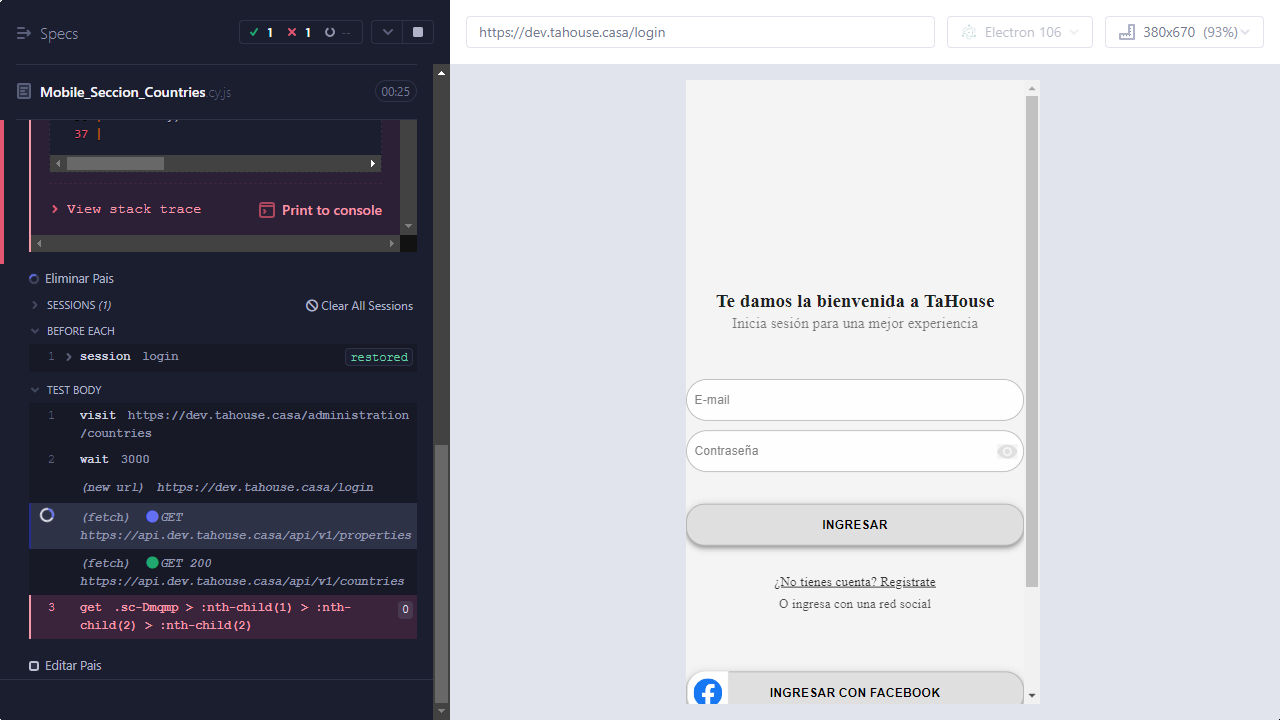 Specs
1
1
--
Mobile_Seccion_Countries.cy.js
00:25
37 |
View stack trace
Print to console
Eliminar Pais
SESSIONS (1)
Clear All Sessions
BEFORE EACH
1 session login restored
TEST BODY
1 visit https://dev.tahouse.casa/administration
/countries
2 wait 3000
(new url) https://dev.tahouse.casa/login
(fetch) GET
https://api.dev.tahouse.casa/api/v1/properties
(fetch) GET 200
https://api.dev.tahouse.casa/api/v1/countries
3 get .sc-Dmqmp > :nth-child(1) > :nth-
child(2) > :nth-child(2)
0
Editar Pais
https://dev.tahouse.casa/login
Electron 106
380x670 (93%)
Te damos la bienvenida a TaHouse
Inicia sesión para una mejor experiencia
E-mail
Contraseña
INGRESAR
¿No tienes cuenta? Registrate
O ingresa con una red social
INGRESAR CON FACEBOOK